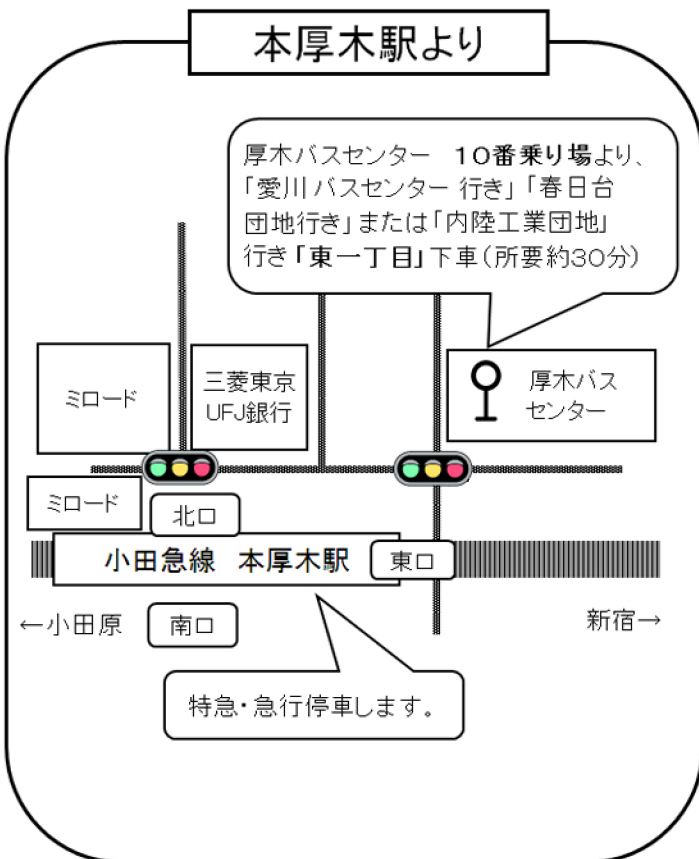 本厚木駅より
厚木バスセンター　10番乗り場より、
「愛川バスセンター 行き」「春日台
団地行き」または「内陸工業団地」
行き「東一丁目」下車(所要約30分)
ミロード
三菱東京
UFJ銀行
厚木バス
センター
ミロード
北口
小田急線　本厚木駅
東口
←小田原
南口
新宿→
特急・急行停車します。